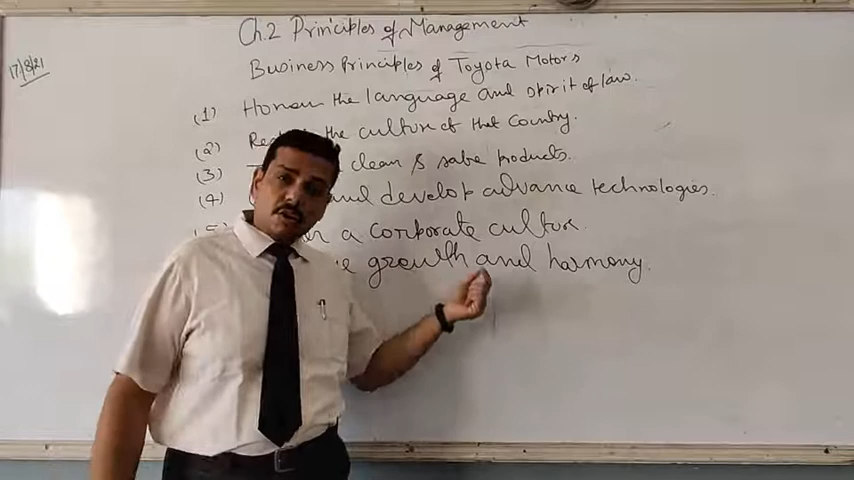 Ch.2 Principles of Management
17/8/21
Business Principles of Toyota Motors
(1) Honour the language and spirit of law.
(2) the culture of that Country.
(3) clean & safe products.
(4) and develop advance technologies.
a corporate culture.
growth and harmony.